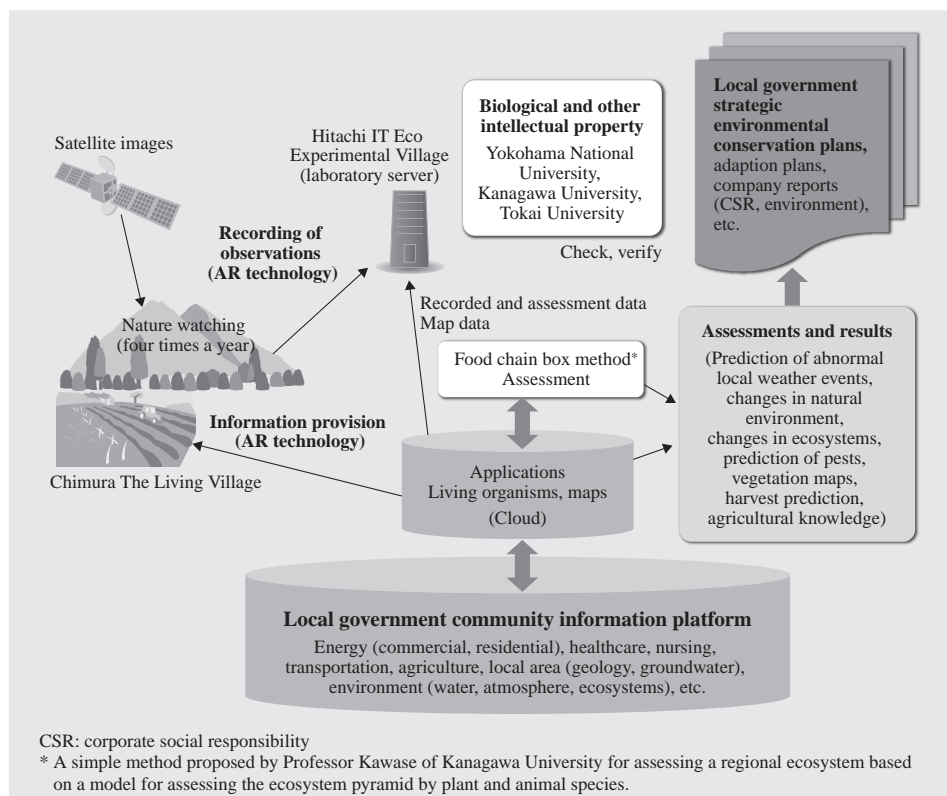 Satellite images
Hitachi IT Eco
Experimental Village
(laboratory server)
Biological and other
intellectual property
Yokohama National
University,
Kanagawa University,
Tokai University
Check, verify
Local government
strategic
environmental
conservation plans,
adaption plans,
company reports
(CSR, environment),
etc.
Recording of
observations
(AR technology)
Nature watching
(four times a year)
Recorded and assessment data
Map data
Food chain box method*
Assessment
Assessments and results
(Prediction of abnormal
local weather events,
changes in natural
environment,
changes in ecosystems,
prediction of pests,
vegetation maps,
harvest prediction,
agricultural knowledge)
Information provision
(AR technology)
Chimura The Living Village
Applications
Living organisms, maps
(Cloud)
Local government community information platform
Energy (commercial, residential), healthcare, nursing,
transportation, agriculture, local area (geology, groundwater),
environment (water, atmosphere, ecosystems), etc.
CSR: corporate social responsibility
* A simple method proposed by Professor Kawase of Kanagawa University for assessing a regional ecosystem based
on a model for assessing the ecosystem pyramid by plant and animal species.